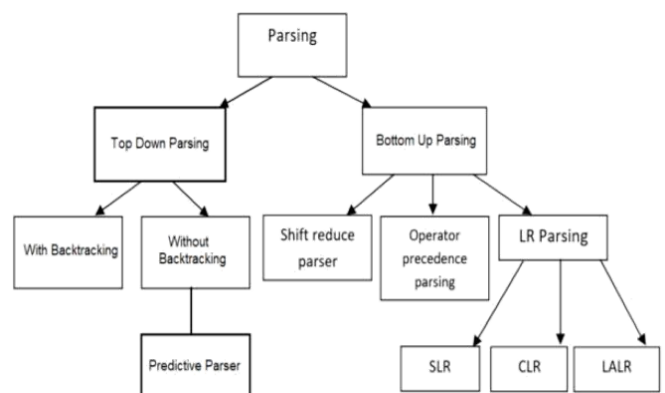 Parsing
Top Down Parsing
Bottom Up Parsing
With Backtracking
Without
Backtracking
Shift reduce
parser
Operator
precedence
parsing
LR Parsing
Predictive Parser
SLR
CLR
LALR